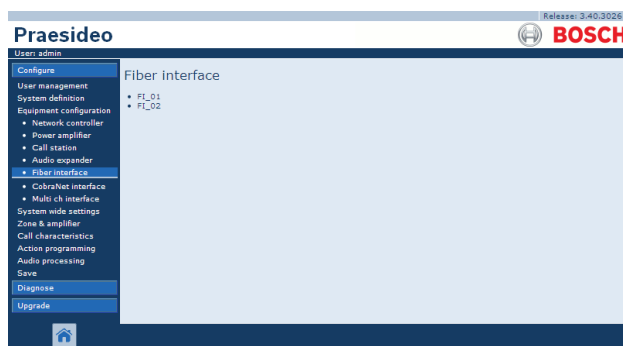 Release: 3.40.3026
Praesideo
BOSCH
User: admin
Configure
User management
System definition
Equipment configuration
• Network controller
• Power amplifier
• Call station
• Audio expander
• Fiber interface
• CobraNet interface
• Multi ch interface
System wide settings
Zone & amplifier
Call characteristics
Action programming
Audio processing
Save
Diagnose
Upgrade
Fiber interface
• FI_01
• FI_02